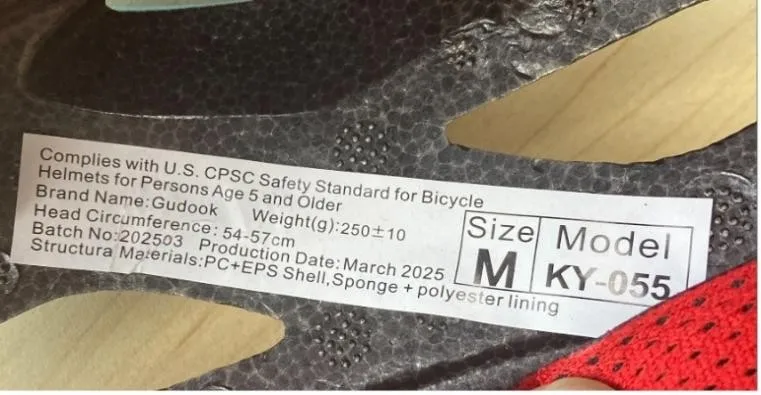 Complies with U.S. CPSC Safety Standard for Bicycle
Helmets for Persons Age 5 and Older
Brand Name:Gudook Weight(g):250±10
Head Circumference: 54-57cm
Batch No:202503 Production Date: March 2025
Structura Materials:PC+EPS Shell,Sponge + polyester lining
Size Model
M KY-055